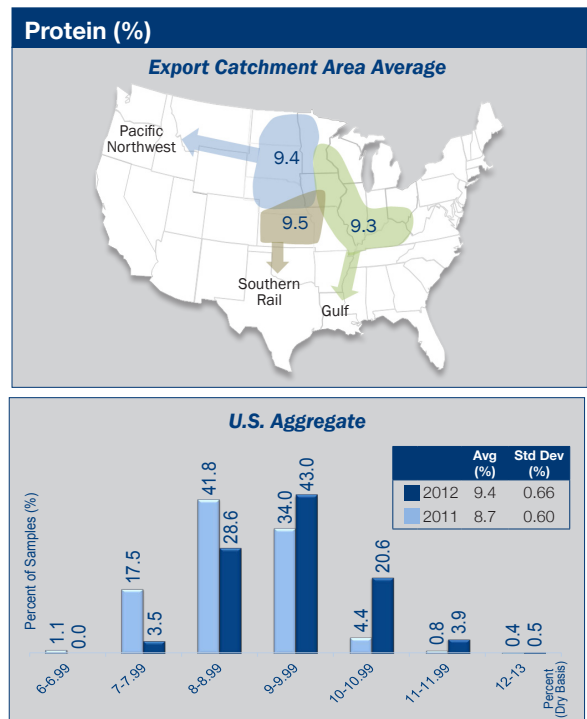 Protein (%)
Export Catchment Area Average
Pacific
Northwest
9.4
9.5
9.3
Southern
Rail
Gulf
U.S. Aggregate
Avg
(%)
Std Dev
(%)
2012 9.4 0.66
2011 8.7 0.60
Percent of Samples (%)
1.1 0.0
17.5 3.5
41.8 28.6
34.0 43.0
4.4 20.6
0.8 3.9
0.4 0.5
6-6.99
7-7.99
8-8.99
9-9.99
10-10.99
11-11.99
12-13
Percent
(Dry Basis)